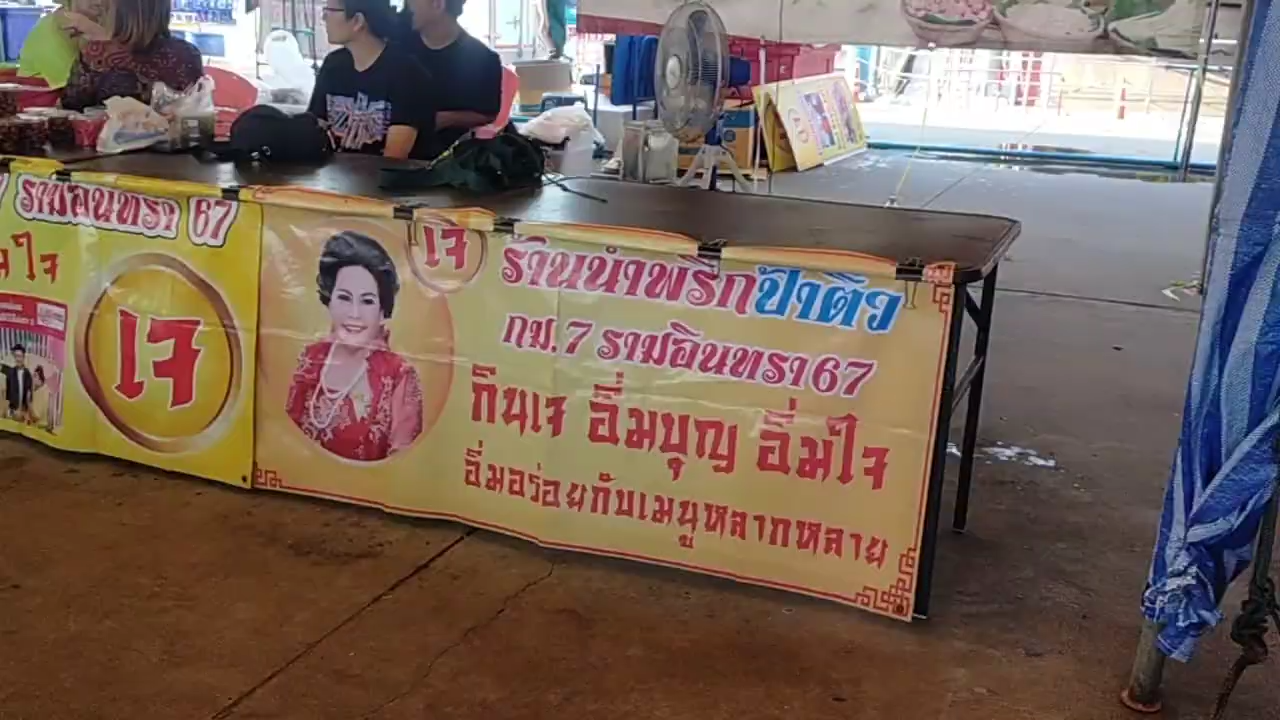 รามอินทรา 67
ใจ
เจ
เจ
ร้านน้ำพริกป้าติ๋ว
กม.7 รามอินทรา67
กินเจ อิ่มบุญ อิ่มใจ
อิ่มอร่อยกับเมนูหลากหลาย